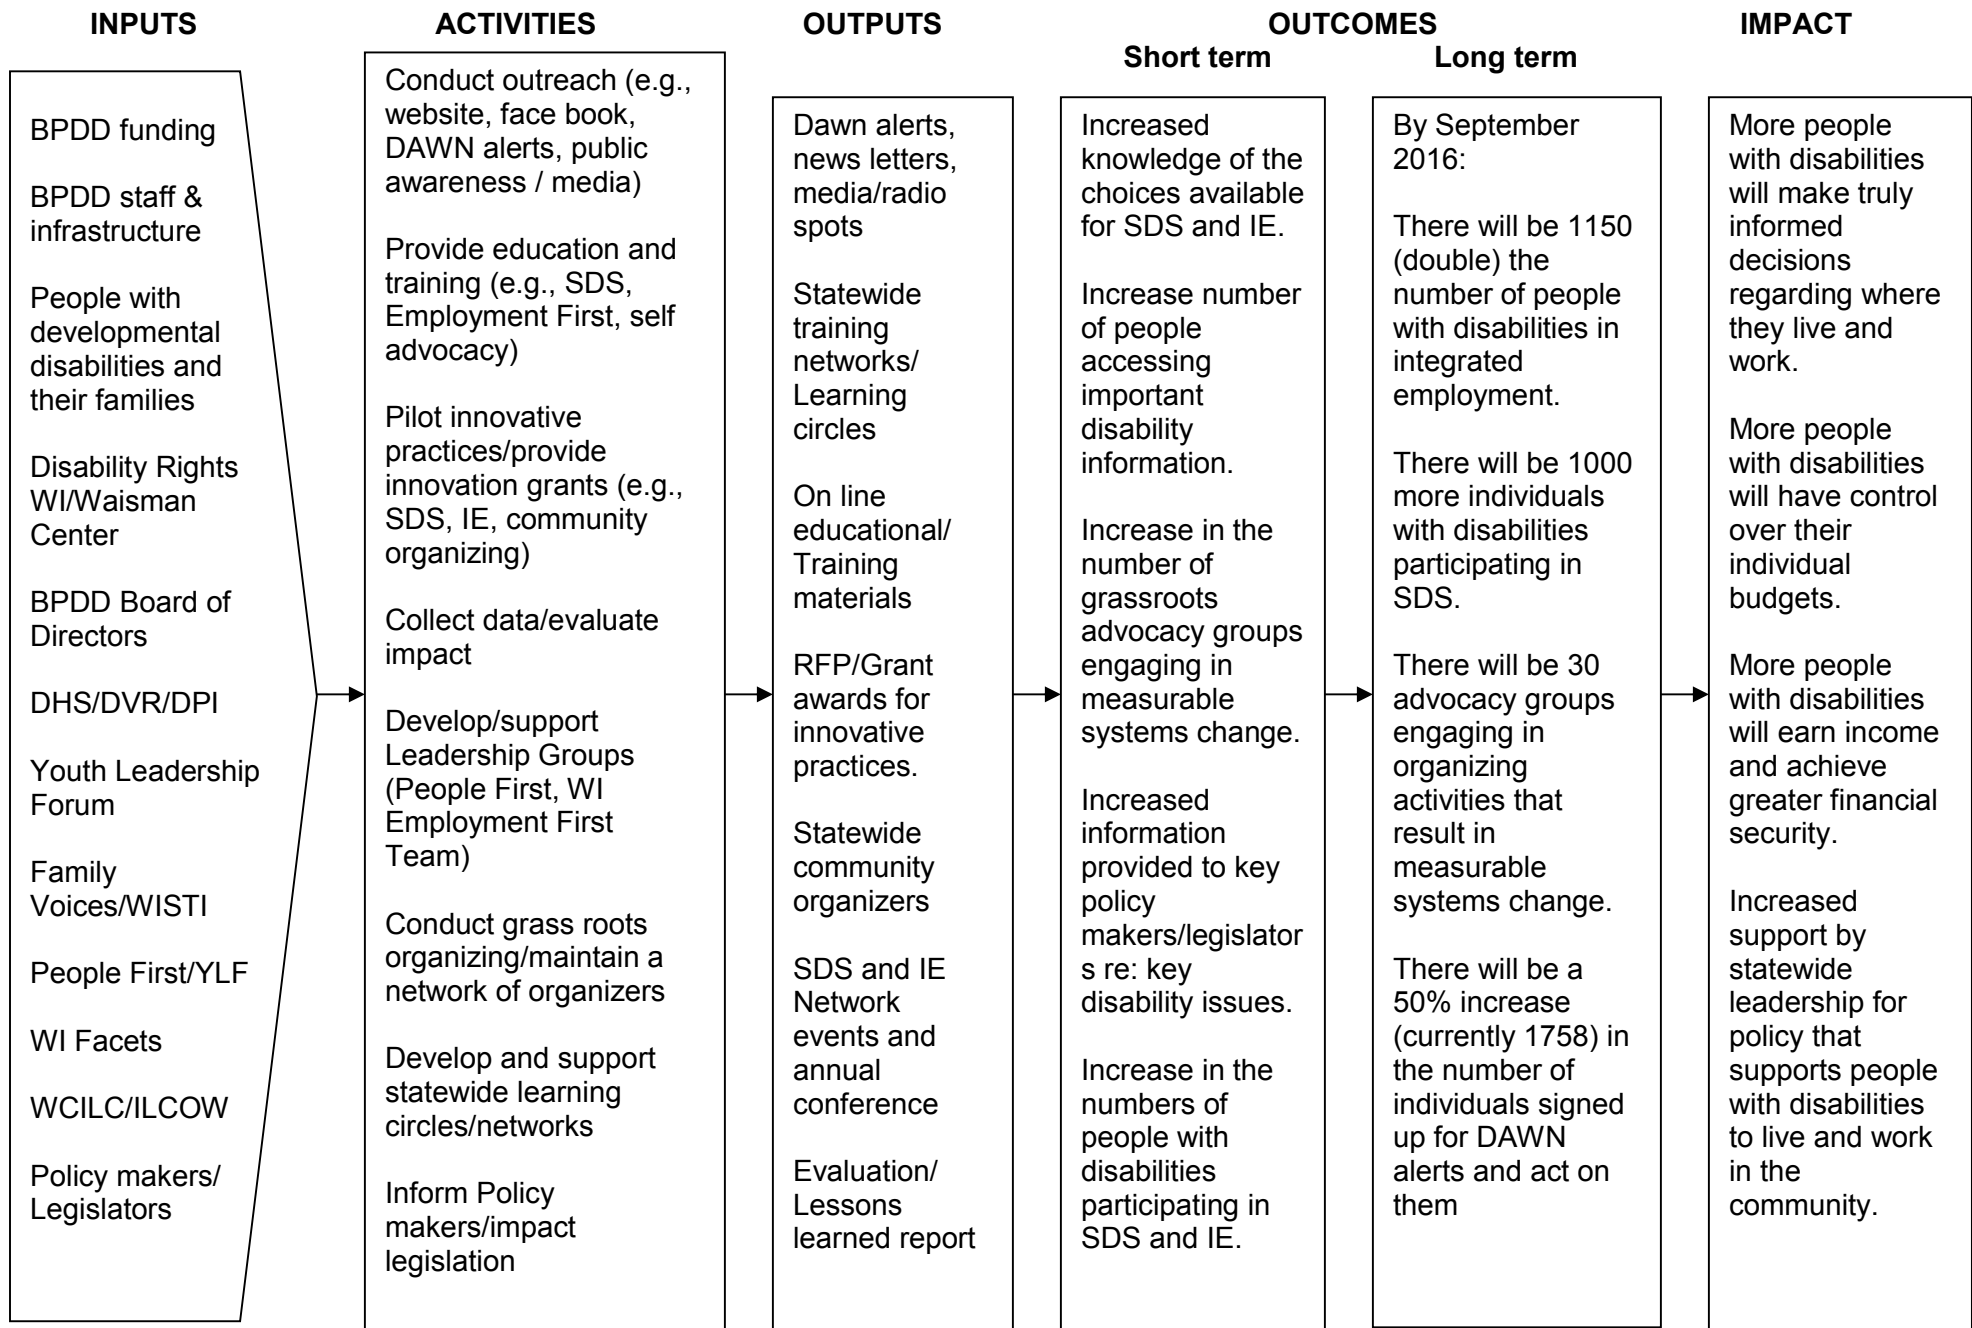 INPUTS
ACTIVITIES
OUTPUTS
OUTCOMES
IMPACT
Short term
Long term
BPDD funding
BPDD staff &
infrastructure
People with
developmental
disabilities and
their families
Disability Rights
WI/Waisman
Center
BPDD Board of
Directors
DHS/DVR/DPI
Youth Leadership
Forum
Family
Voices/WISTI
People First/YLF
WI Facets
WCILC/ILCOW
Policy makers/
Legislators
Conduct outreach (e.g.,
website, face book,
DAWN alerts, public
awareness / media)
Provide education and
training (e.g., SDS,
Employment First, self
advocacy)
Pilot innovative
practices/provide
innovation grants (e.g.,
SDS, IE, community
organizing)
Collect data/evaluate
impact
Develop/support
Leadership Groups
(People First, WI
Employment First
Team)
Conduct grass roots
organizing/maintain a
network of organizers
Develop and support
statewide learning
circles/networks
Inform Policy
makers/impact
legislation
Dawn alerts,
news letters,
media/radio
spots
Statewide
training
networks/
Learning
circles
On line
educational/
Training
materials
RFP/Grant
awards for
innovative
practices.
Statewide
community
organizers
SDS and IE
Network
events and
annual
conference
Evaluation/
Lessons
learned report
Increased
knowledge of the
choices available
for SDS and IE.
Increase number
of people
accessing
important
disability
information.
Increase in the
number of
grassroots
advocacy groups
engaging in
measurable
systems change.
Increased
information
provided to key
policy
makers/legislator
s re: key
disability issues.
Increase in the
numbers of
people with
disabilities
participating in
SDS and IE.
By September
2016:
There will be 1150
(double) the
number of people
with disabilities in
integrated
employment.
There will be 1000
more individuals
with disabilities
participating in
SDS.
There will be 30
advocacy groups
engaging in
organizing
activities that
result in
measurable
systems change.
There will be a
50% increase
(currently 1758) in
the number of
individuals signed
up for DAWN
alerts and act on
them
More people
with disabilities
will make truly
informed
decisions
regarding where
they live and
work.
More people
with disabilities
will have control
over their
individual
budgets.
More people
with disabilities
will earn income
and achieve
greater financial
security.
Increased
support by
statewide
leadership for
policy that
supports people
with disabilities
to live and work
in the
community.